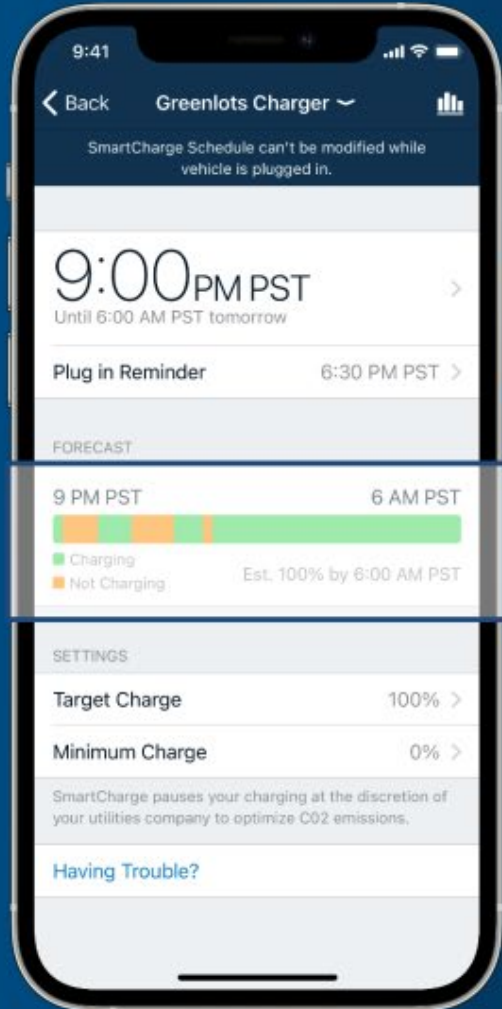 9:41
Back Greenlots Charger
SmartCharge Schedule can't be modified while
vehicle is plugged in.
9:00PM PST
Until 6:00 AM PST tomorrow
Plug in Reminder 6:30 PM PST
FORECAST
9 PM PST 6 AM PST
Charging
Not Charging Est. 100% by 6:00 AM PST
SETTINGS
Target Charge 100%
Minimum Charge 0%
SmartCharge pauses your charging at the discretion of
your utilities company to optimize C02 emissions.
Having Trouble?